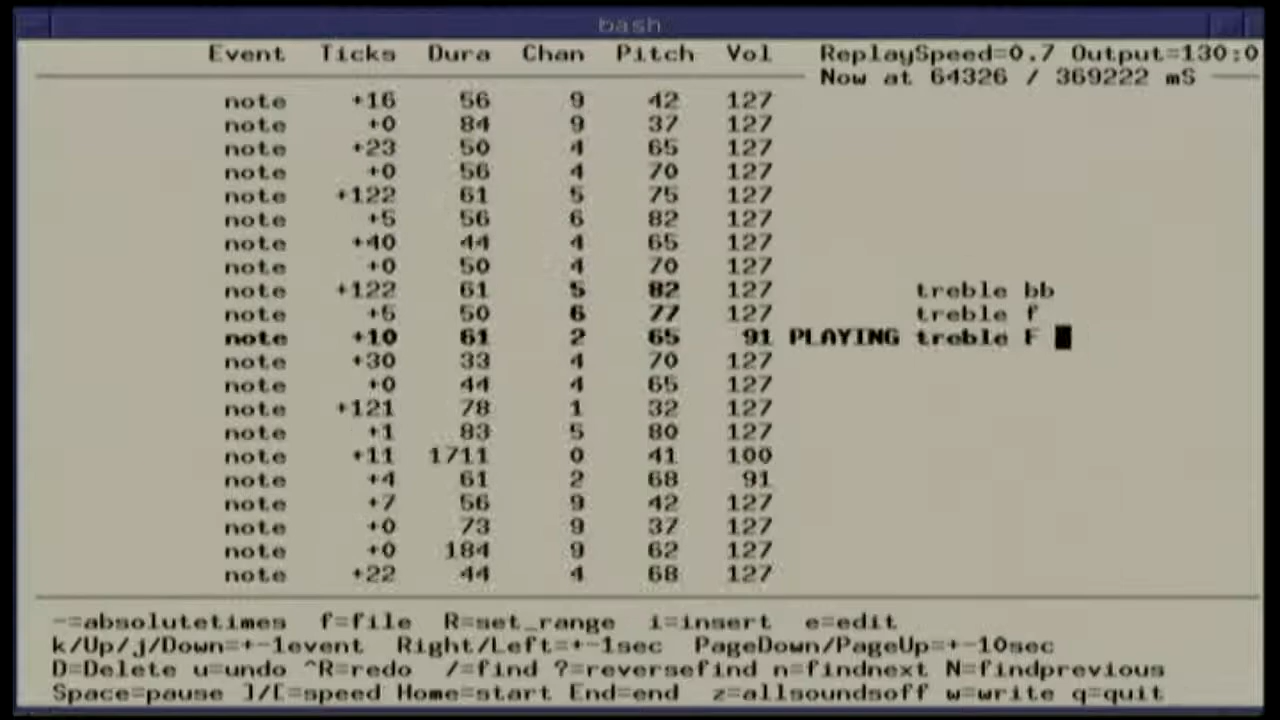 bash
Event Ticks Dura Chan Pitch Vol ReplaySpeed=0.7 Output=130:0
Now at 64326 / 369222 mS
note +16 56 9 42 127
note +0 84 9 37 127
note +23 50 4 65 127
note +0 56 4 70 127
note +122 61 5 75 127
note +5 56 6 82 127
note +40 44 4 65 127
note +0 50 4 70 127
note +122 61 5 82 127 treble bb
note +5 50 6 77 127 treble f
note +10 61 2 65 91 PLAYING treble F
note +30 33 4 70 127
note +0 44 4 65 127
note +121 78 1 32 127
note +1 83 5 80 127
note +11 1711 0 41 100
note +4 61 2 68 91
note +7 56 9 42 127
note +0 73 9 37 127
note +0 184 9 62 127
note +22 44 4 68 127
-=absolutetimes f=file R=set_range i=insert e=edit
k/Up/j/Down=+-1event Right/Left=+-1sec PageDown/PageUp=+-10sec
D=Delete u=undo ^R=redo /=find ?=reversefind n=findnext N=findprevious
Space=pause ]/[=speed Home=start End=end z=allsoundsoff w=write q=quit